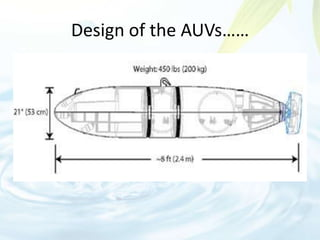 Design of the AUVs……
Weight: 450 lbs (200 kg)
21" (53 cm)
~8 ft (2.4 m)